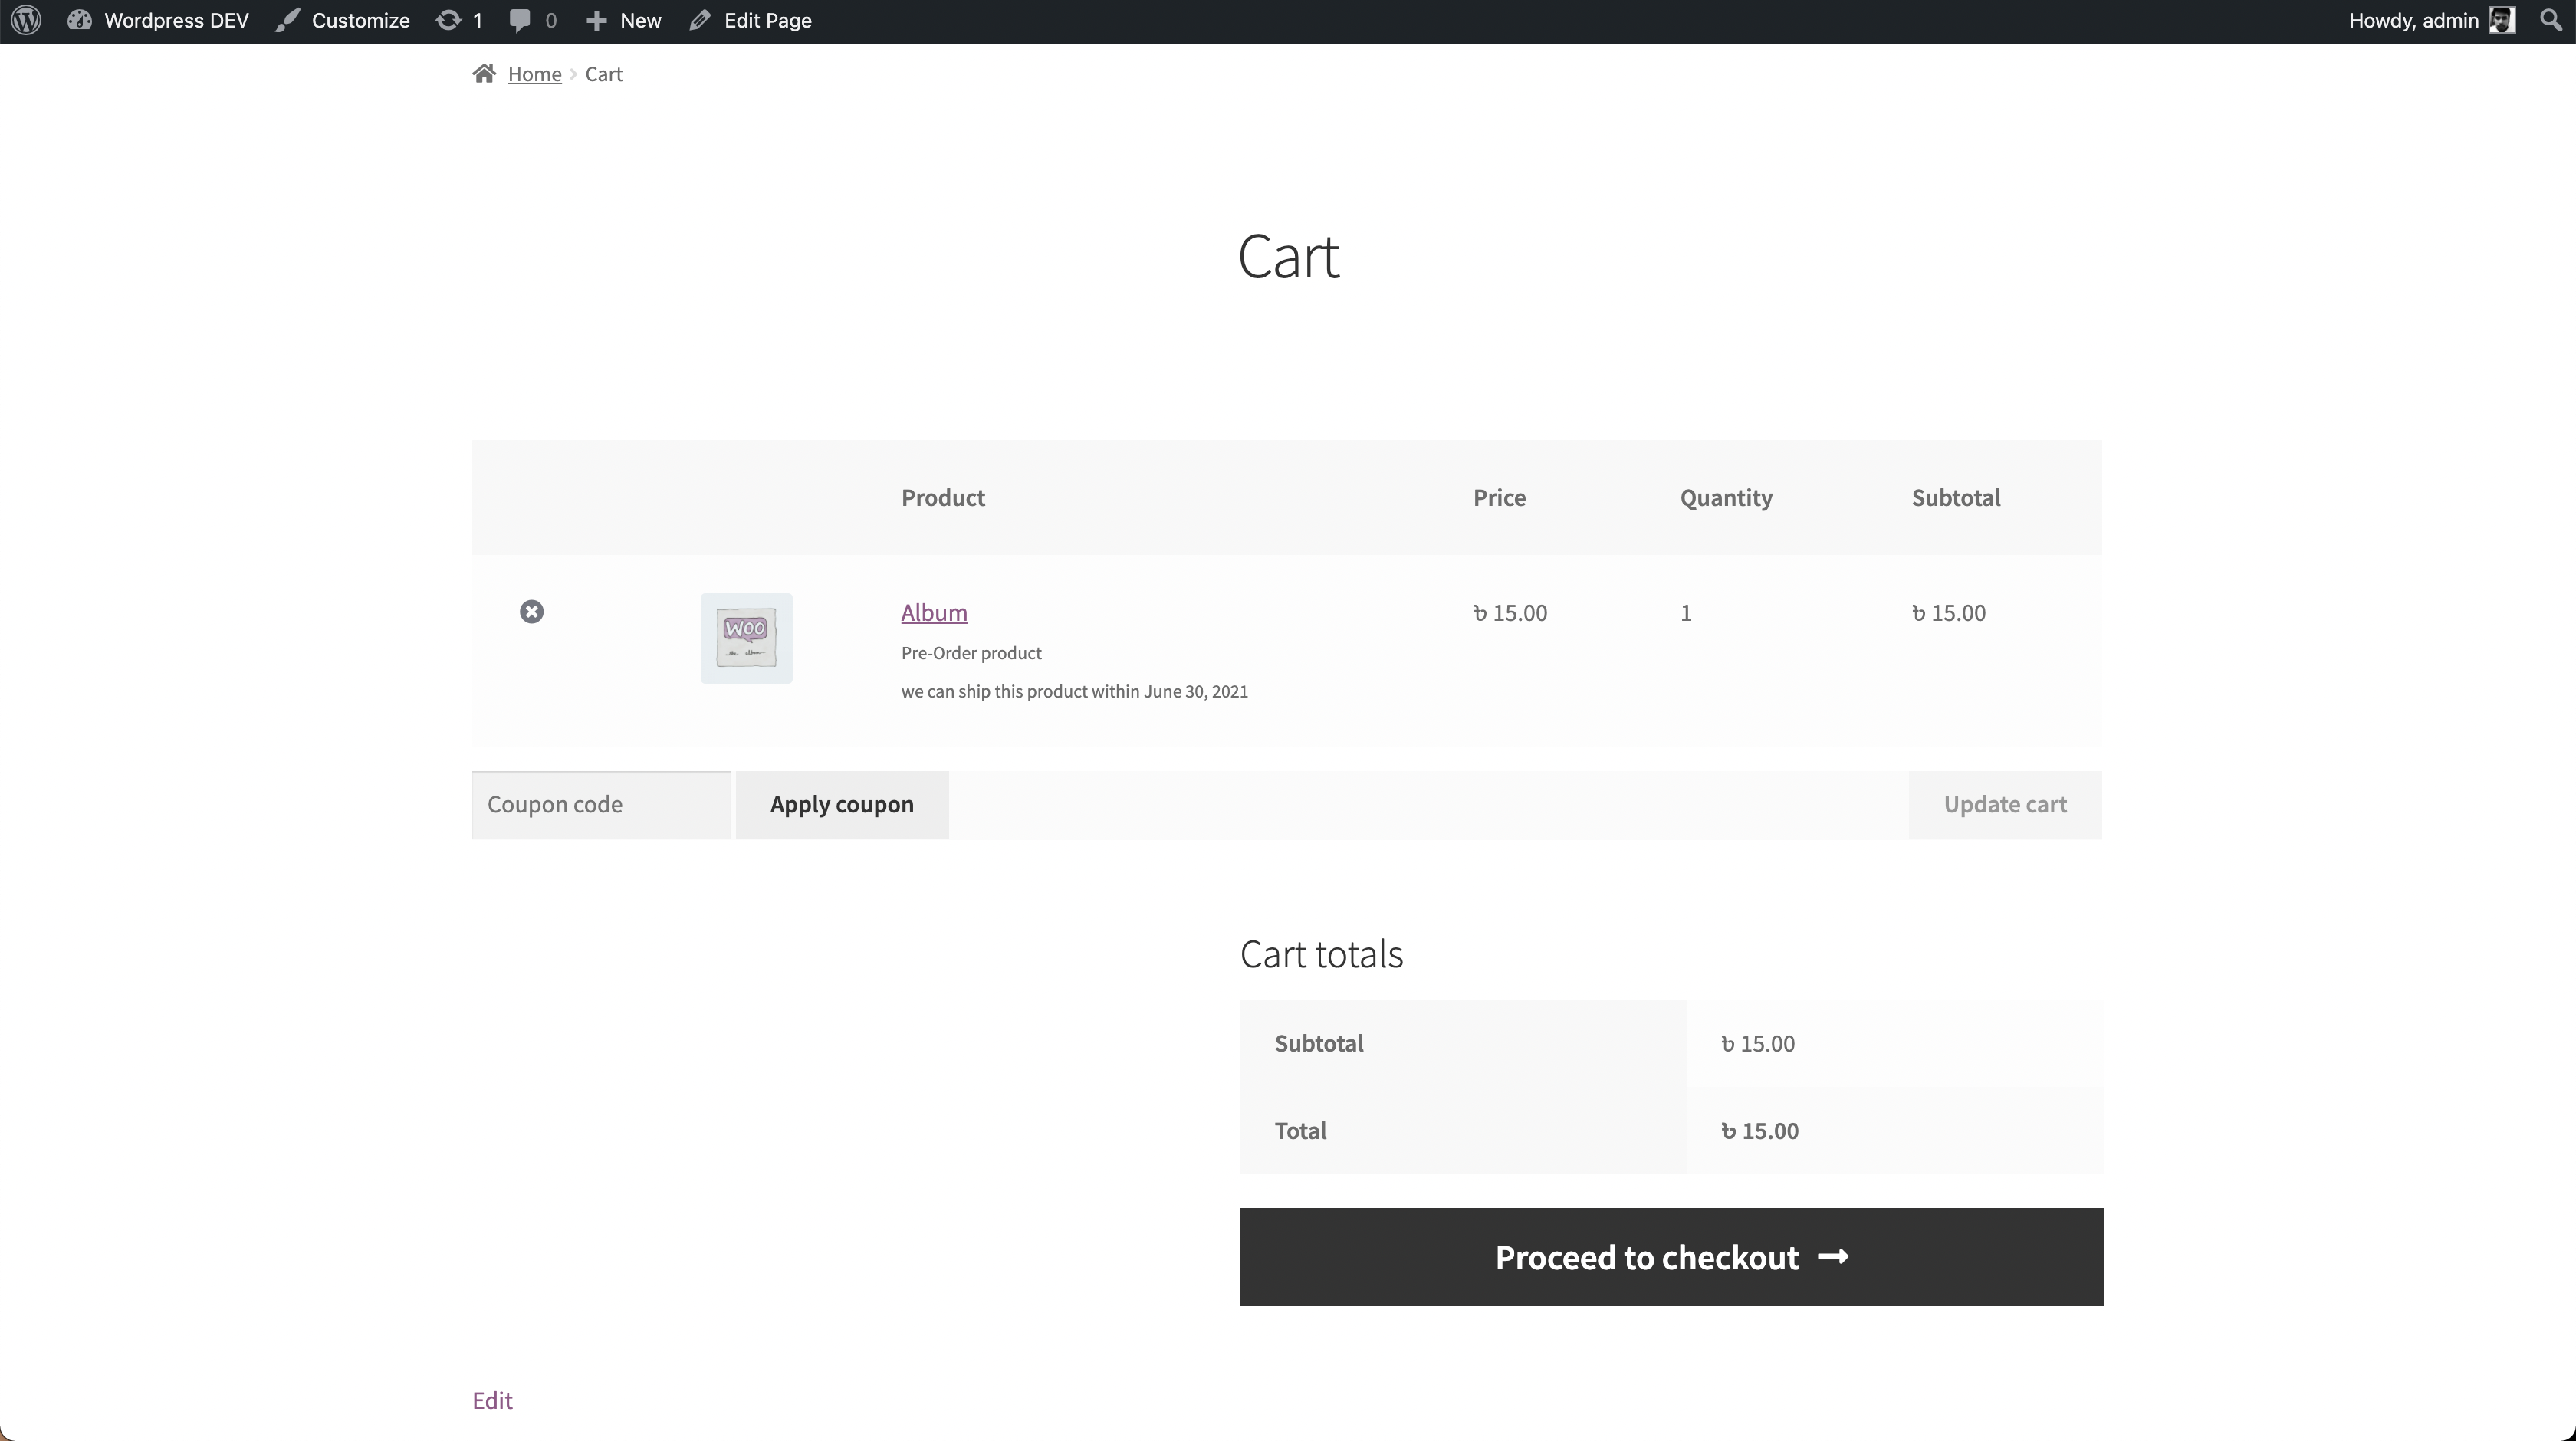 Wordpress DEV Customize 1 0 New Edit Page Howdy, admin
Home Cart
Cart
Product Price Quantity Subtotal
Album ৳ 15.00 1 ৳ 15.00
WOO
Pre-Order product
we can ship this product within June 30, 2021
Coupon code Apply coupon Update cart
Cart totals
Subtotal ৳ 15.00
Total ৳ 15.00
Proceed to checkout →
Edit